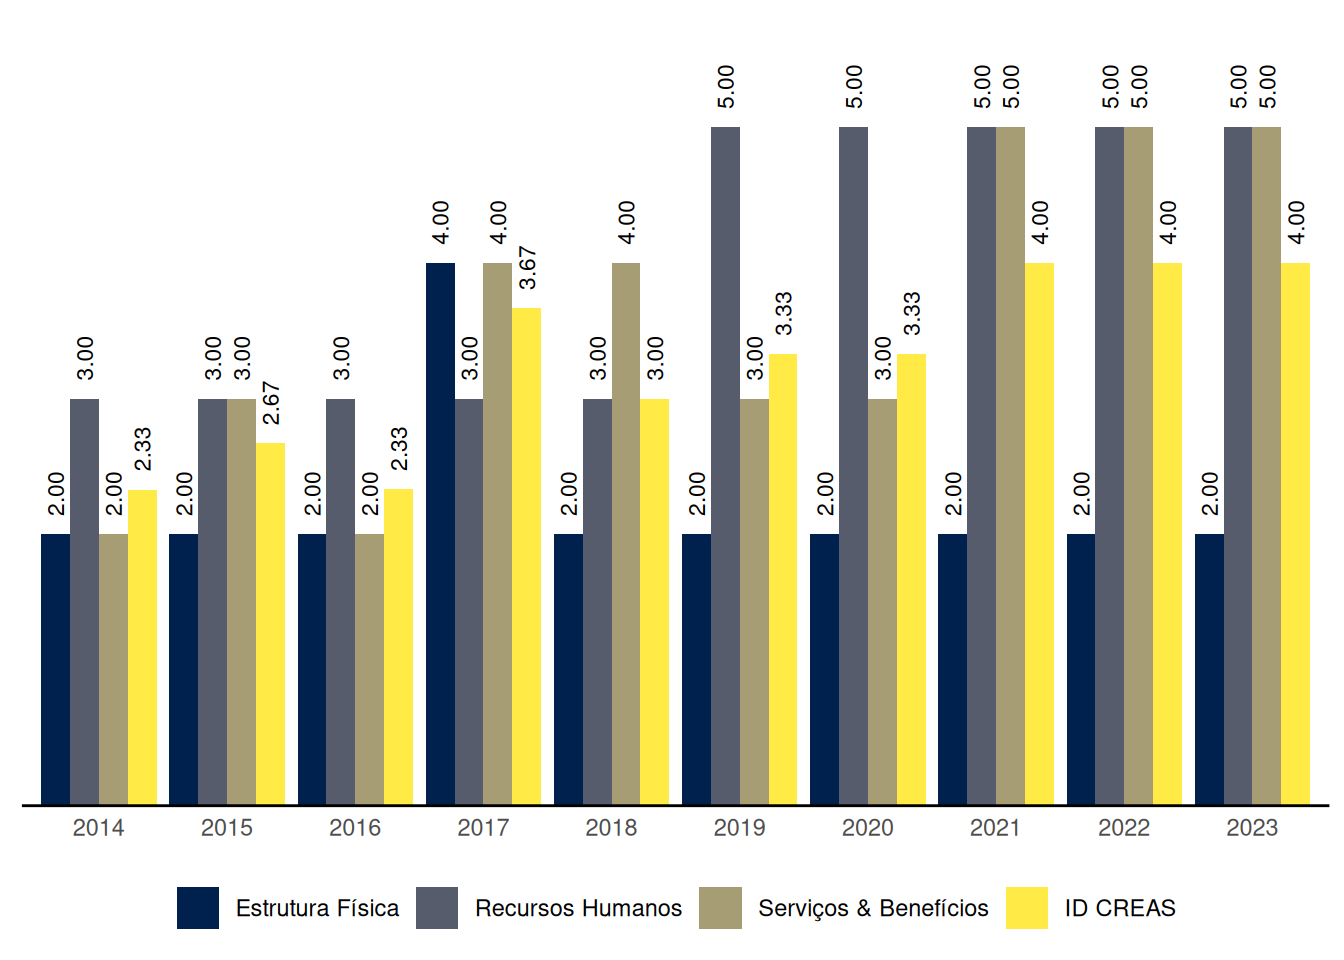 5.00 5.00 5.00 5.00 5.00 5.00 5.00 5.00
4.00 4.00 4.00 4.00 4.00 4.00
3.67
3.33 3.33
3.00 3.00 3.00 3.00 3.00 3.00 3.00 3.00 3.00
2.67
2.33 2.33
2.00 2.00 2.00 2.00 2.00 2.00 2.00 2.00 2.00 2.00 2.00
2014 2015 2016 2017 2018 2019 2020 2021 2022 2023
Estrutura Física Recursos Humanos Serviços & Benefícios ID CREAS